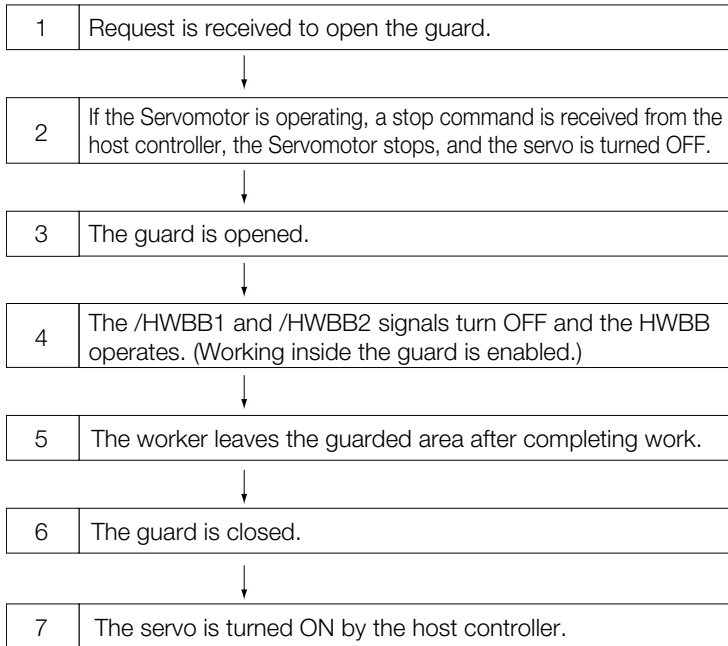 1 Request is received to open the guard.
2 If the Servomotor is operating, a stop command is received from the
host controller, the Servomotor stops, and the servo is turned OFF.
3 The guard is opened.
4 The /HWBB1 and /HWBB2 signals turn OFF and the HWBB
operates. (Working inside the guard is enabled.)
5 The worker leaves the guarded area after completing work.
6 The guard is closed.
7 The servo is turned ON by the host controller.